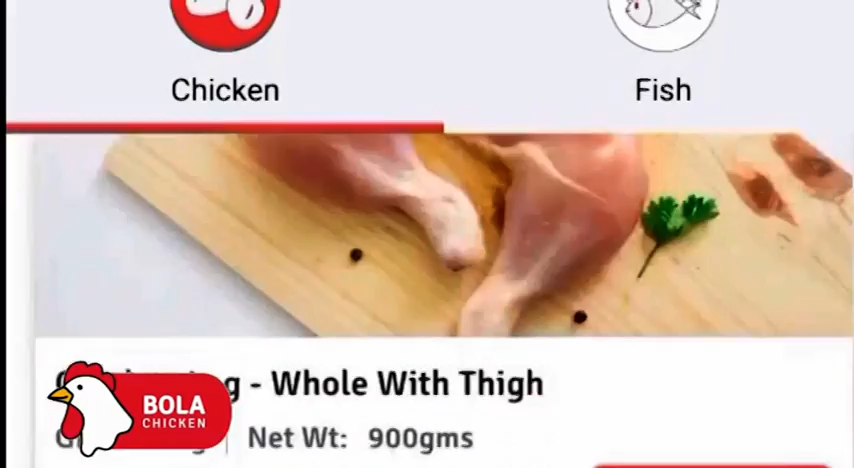 Chicken
Fish
- Whole With Thigh
BOLA
CHICKEN
Net Wt: 900gms